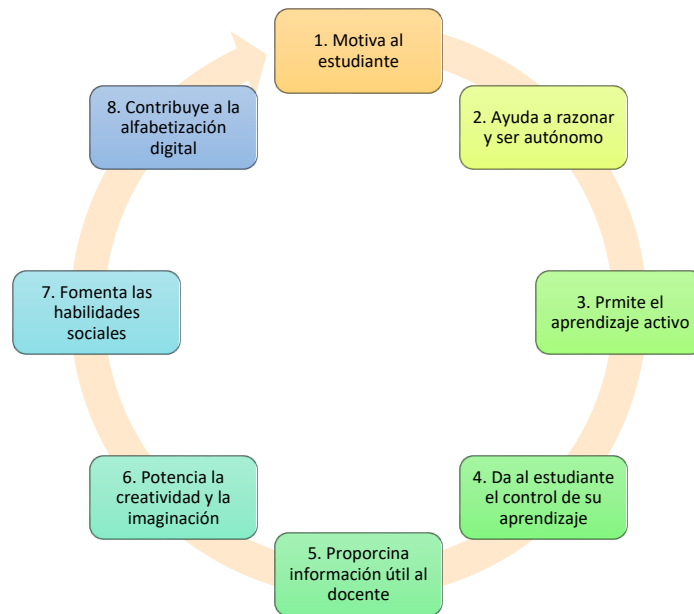 1. Motiva al
estudiante
2. Ayuda a razonar
y ser autónomo
3. Prmite el
aprendizaje activo
4. Da al estudiante
el control de su
aprendizaje
5. Proporcina
información útil al
docente
6. Potencia la
creatividad y la
imaginación
7. Fomenta las
habilidades
sociales
8. Contribuye a la
alfabetización
digital